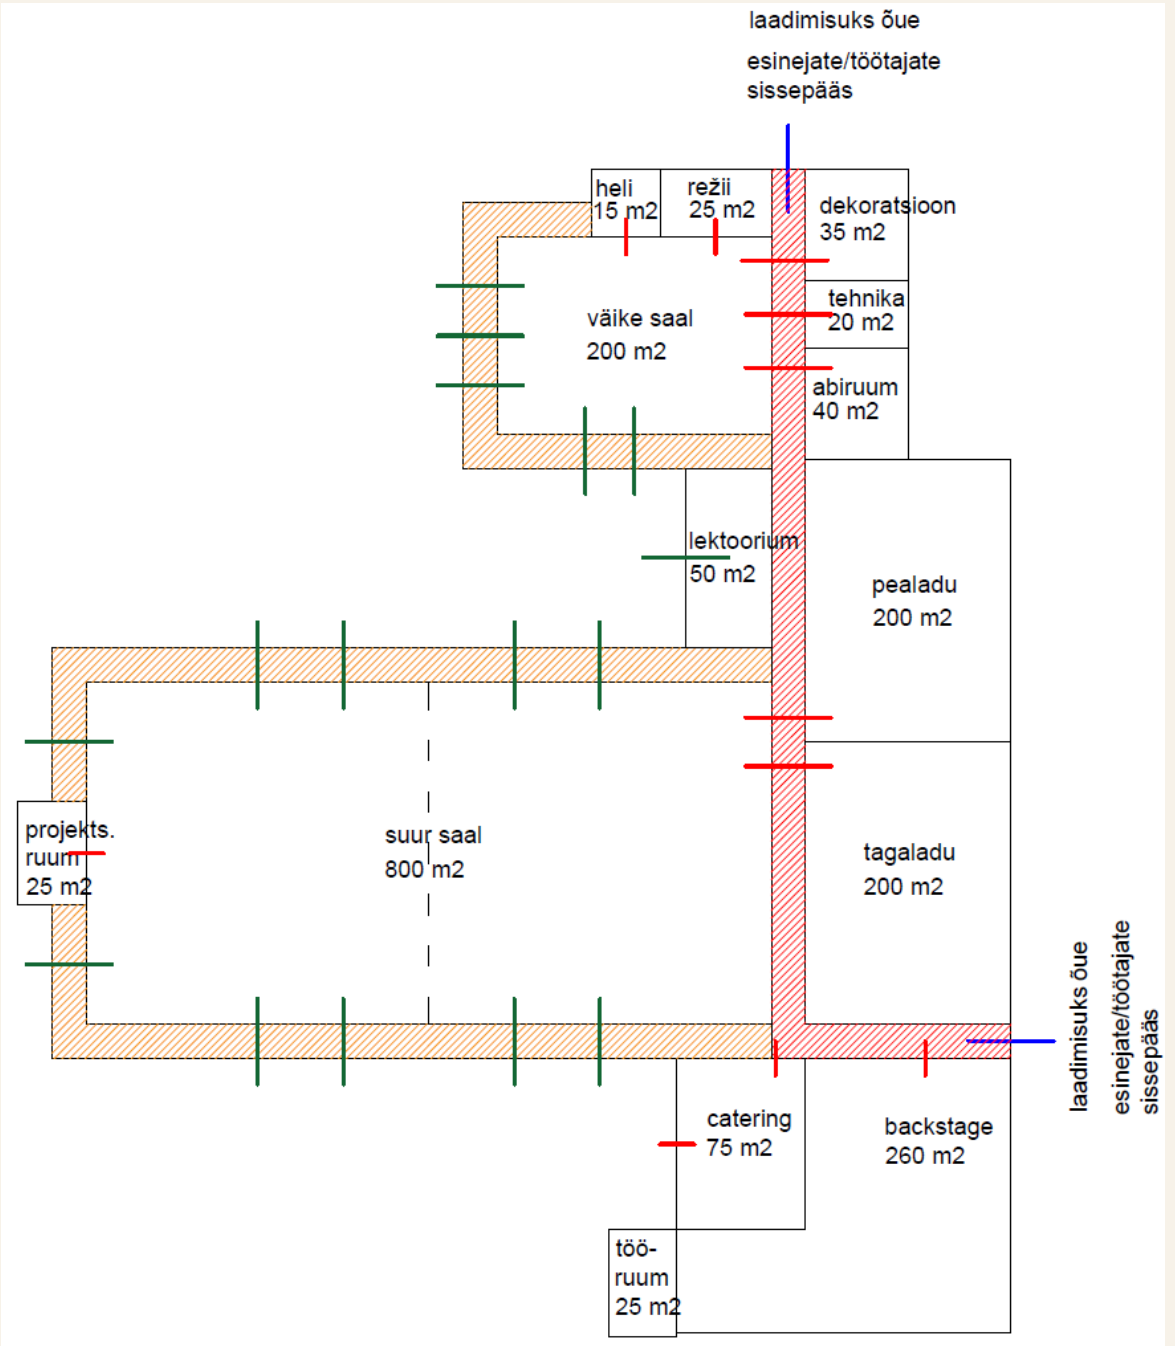 laadimisuks õue
esinejate/töötajate
sissepääs
heli
15 m2
režii
25 m2
dekoratsioon
35 m2
tehnika
20 m2
väike saal
200 m2
abiruum
40 m2
lektoorium
50 m2
pealadu
200 m2
projekts.
ruum
25 m2
suur saal
800 m2
tagaladu
200 m2
laadimisuks õue
esinejate/töötajate
sissepääs
catering
75 m2
backstage
260 m2
töö-
ruum
25 m2